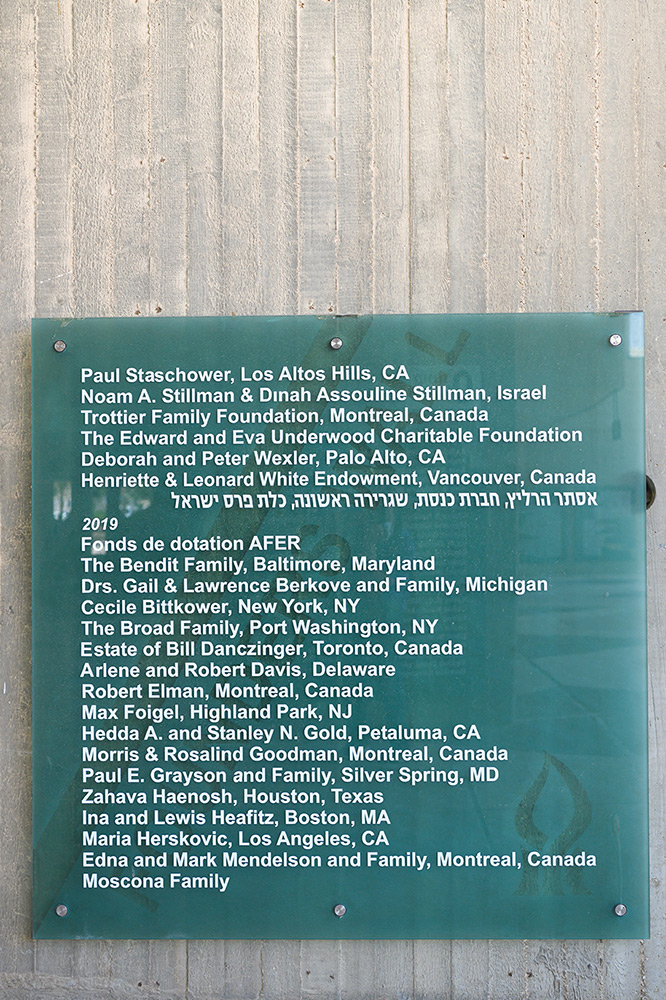 Paul Staschower, Los Altos Hills, CA
Noam A. Stillman & Dınah Assouline Stillman, Israel
Trottier Family Foundation, Montreal, Canada
The Edward and Eva Underwood Charitable Foundation
Deborah and Peter Wexler, Palo Alto, CA
Henriette & Leonard White Endowment, Vancouver, Canada
אסתר הרליץ, חברת כנסת, שגרירה ראשונה, כלת פרס ישראל
2019
Fonds de dotation AFER
The Bendit Family, Baltimore, Maryland
Drs. Gail & Lawrence Berkove and Family, Michigan
Cecile Bittkower, New York, NY
The Broad Family, Port Washington, NY
Estate of Bill Danczinger, Toronto, Canada
Arlene and Robert Davis, Delaware
Robert Elman, Montreal, Canada
Max Foigel, Highland Park, NJ
Hedda A. and Stanley N. Gold, Petaluma, CA
Morris & Rosalind Goodman, Montreal, Canada
Paul E. Grayson and Family, Silver Spring, MD
Zahava Haenosh, Houston, Texas
Ina and Lewis Heafitz, Boston, MA
Maria Herskovic, Los Angeles, CA
Edna and Mark Mendelson and Family, Montreal, Canada
Moscona Family